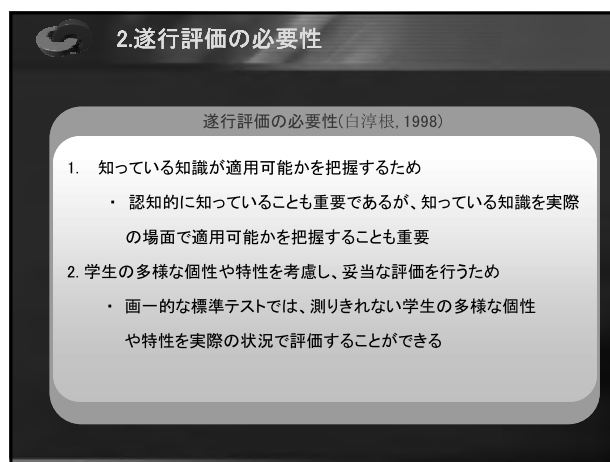 2.遂行評価の必要性
遂行評価の必要性(白淳根, 1998)
1. 知っている知識が適用可能かを把握するため
・ 認知的に知っていることも重要であるが、知っている知識を実際
の場面で適用可能かを把握することも重要
2. 学生の多様な個性や特性を考慮し、妥当な評価を行うため
・ 画一的な標準テストでは、測りきれない学生の多様な個性
や特性を実際の状況で評価することができる